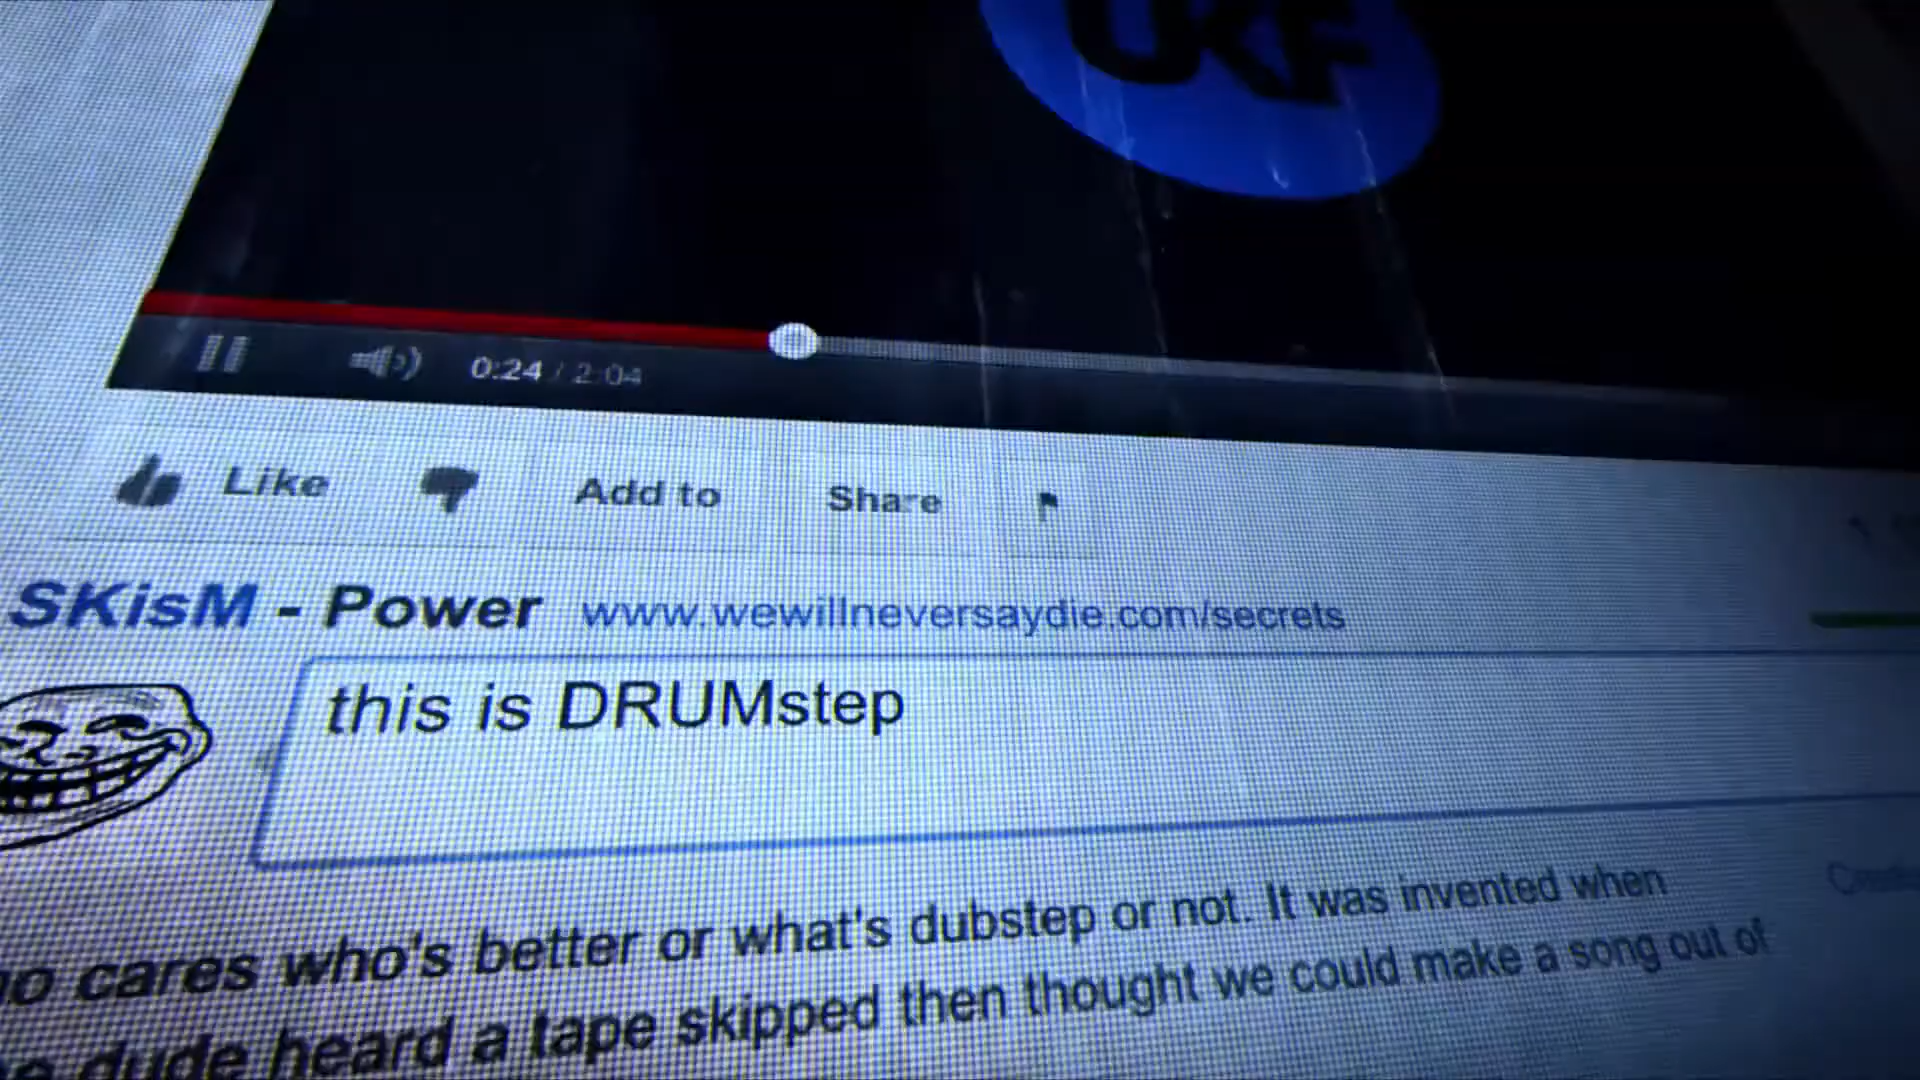 UKF
0:24 / 2:04
Like
Add to
Share
SKisM - Power www.wewillneversaydie.com/secrets
this is DRUMstep
cares who's better or what's dubstep or not. It was invented when
dude heard a tape skipped then thought we could make a song out of